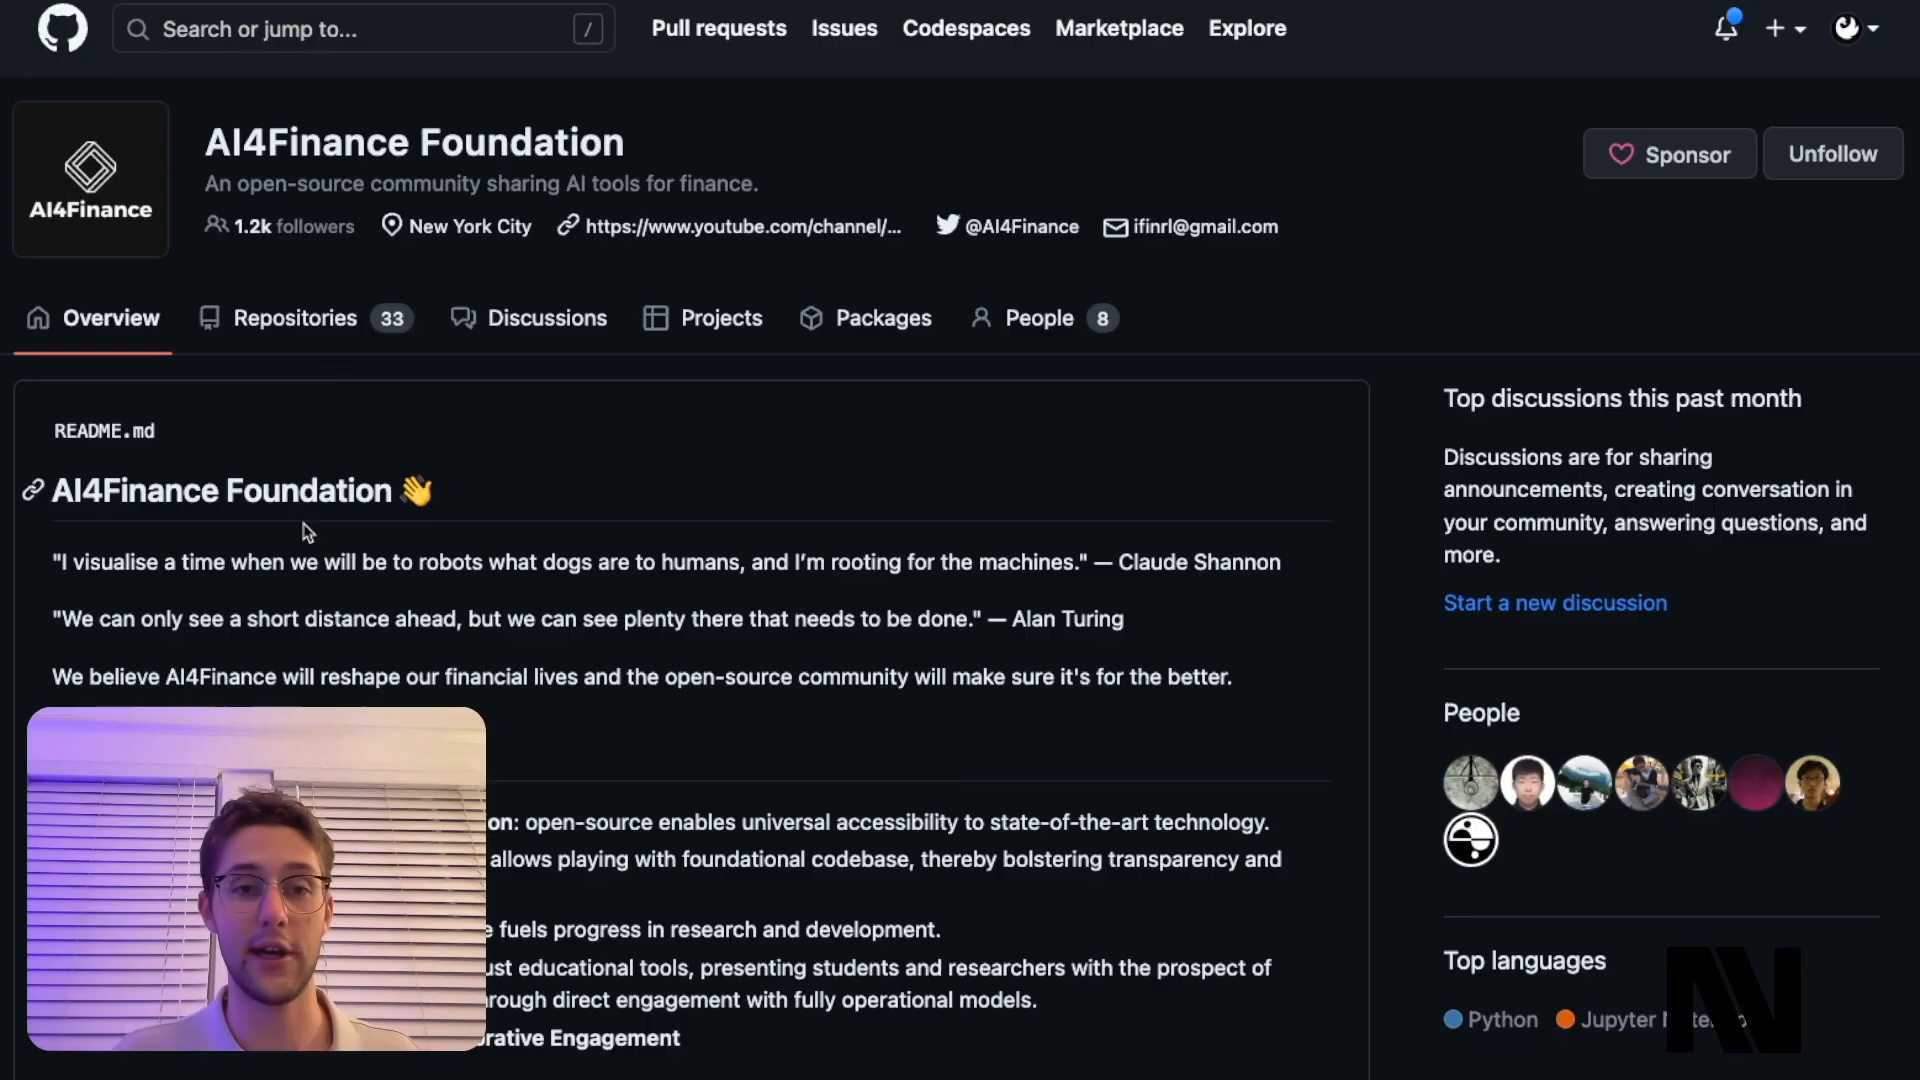 Search or jump to...
/
Pull requests
Issues
Codespaces
Marketplace
Explore
AI4Finance
AI4Finance Foundation
An open-source community sharing AI tools for finance.
1.2k followers
New York City
https://www.youtube.com/channel/...
@AI4Finance
ifinrl@gmail.com
Sponsor
Unfollow
Overview
Repositories 33
Discussions
Projects
Packages
People 8
README.md
AI4Finance Foundation 👋
"I visualise a time when we will be to robots what dogs are to humans, and I'm rooting for the machines." — Claude Shannon
"We can only see a short distance ahead, but we can see plenty there that needs to be done." — Alan Turing
We believe AI4Finance will reshape our financial lives and the open-source community will make sure it's for the better.
on: open-source enables universal accessibility to state-of-the-art technology.
allows playing with foundational codebase, thereby bolstering transparency and
e fuels progress in research and development.
ust educational tools, presenting students and researchers with the prospect of
rough direct engagement with fully operational models.
orative Engagement
Top discussions this past month
Discussions are for sharing
announcements, creating conversation in
your community, answering questions, and
more.
Start a new discussion
People
Top languages
Python
Jupyter